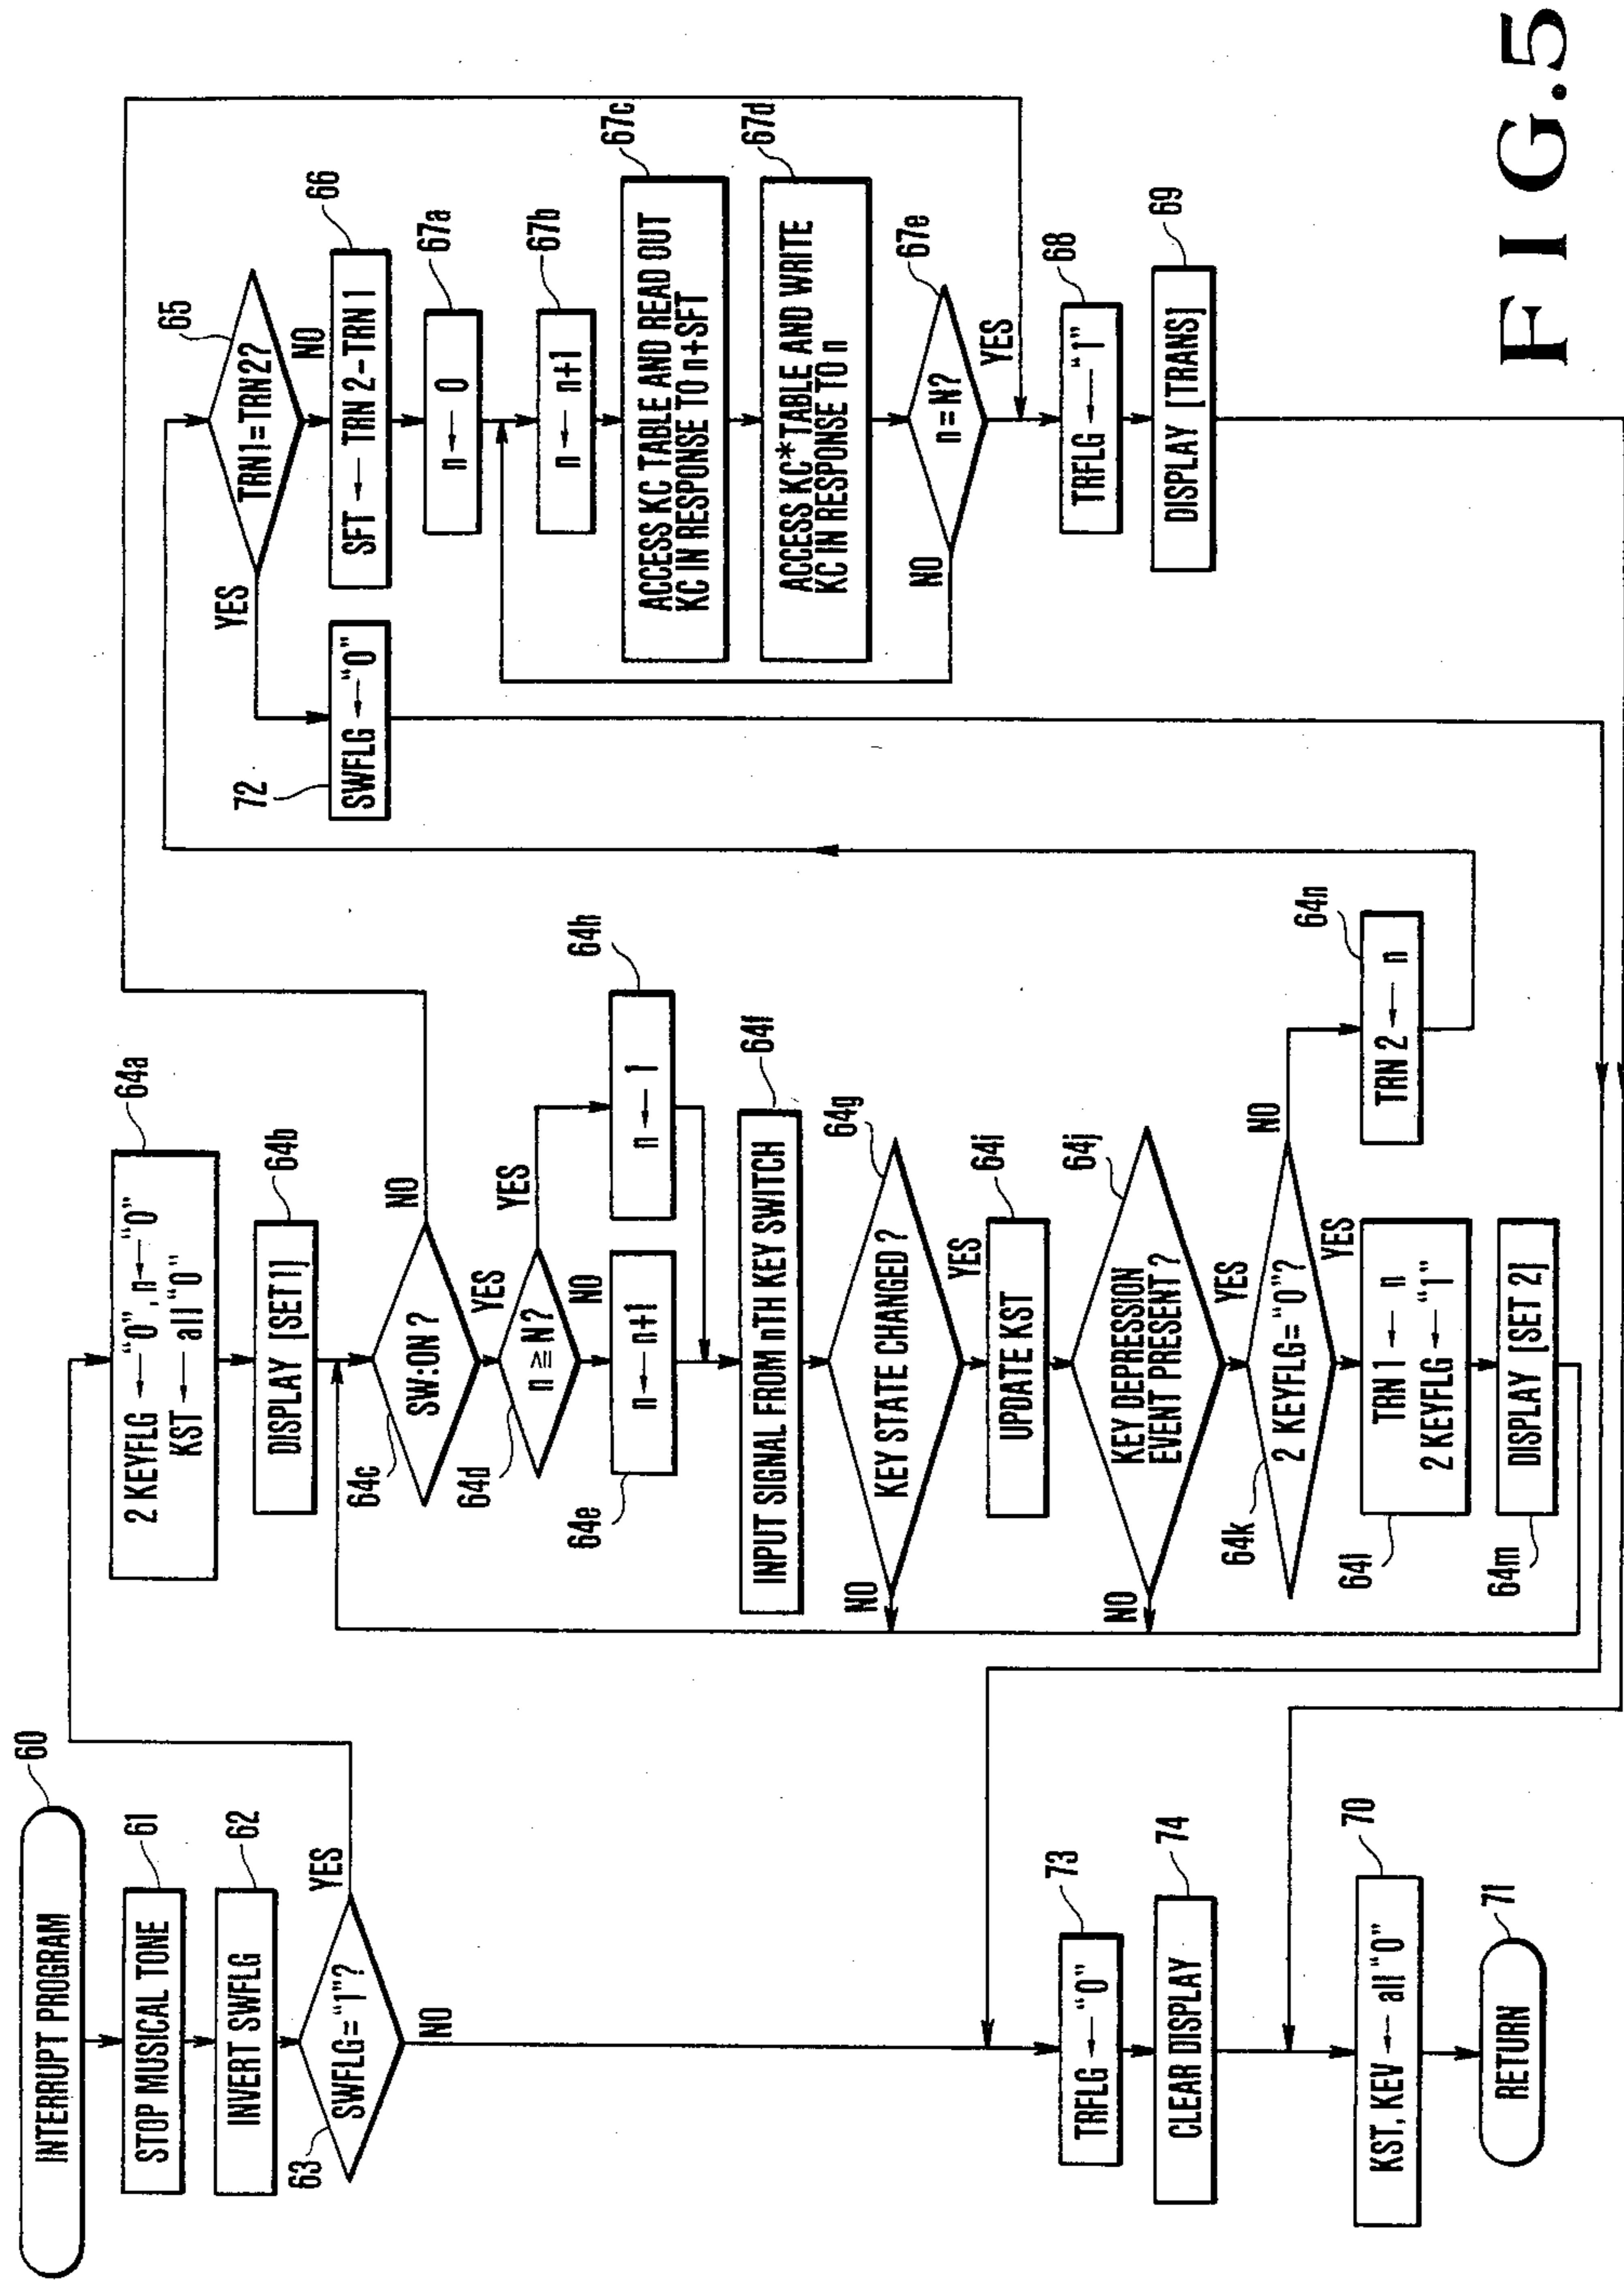 INTERRUPT PROGRAM
60
STOP MUSICAL TONE
61
INVERT SWFLG
62
SWFLG="1"?
63
YES
NO
TRFLG ← "0"
73
CLEAR DISPLAY
74
KST, KEV ← all "0"
70
RETURN
71
2 KEYFLG ← "0", n ← "0"
KST ← all "0"
64a
DISPLAY [SET1]
64b
SW:ON?
64c
NO
YES
n ≧ N?
64d
YES
NO
n ← n+1
64e
n ← 1
64h
INPUT SIGNAL FROM nTH KEY SWITCH
64f
KEY STATE CHANGED?
64g
NO
YES
UPDATE KST
64i
KEY DEPRESSION
EVENT PRESENT?
64j
NO
YES
2 KEYFLG="0"?
64k
NO
YES
TRN 1 ← n
2 KEYFLG ← "1"
64l
DISPLAY [SET 2]
64m
TRN 2 ← n
64n
TRN1=TRN2?
65
YES
NO
SWFLG ← "0"
72
SFT ← TRN 2-TRN 1
66
n ← 0
67a
n ← n+1
67b
ACCESS KC TABLE AND READ OUT
KC IN RESPONSE TO n+SFT
67c
ACCESS KC*TABLE AND WRITE
KC IN RESPONSE TO n
67d
n=N?
67e
NO
YES
TRFLG ← "1"
68
DISPLAY [TRANS]
69
FIG.5